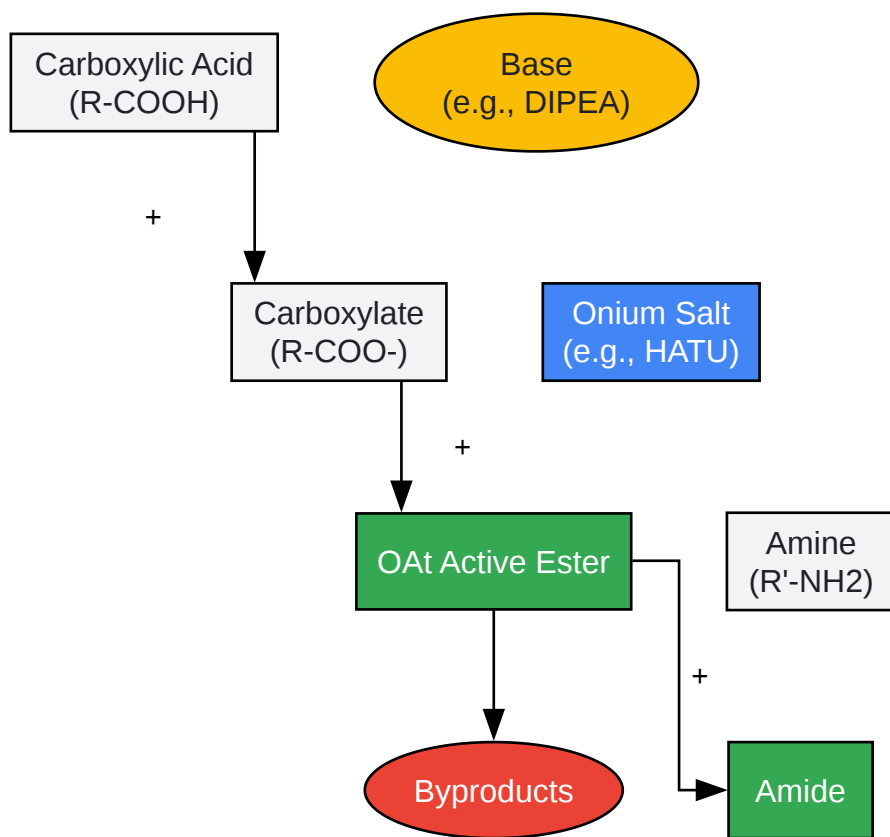 Carboxylic Acid
(R-COOH)
Base
(e.g., DIPEA)
+
Carboxylate
(R-COO-)
Onium Salt
(e.g., HATU)
+
OAt Active Ester
Amine
(R'-NH2)
+
Byproducts
Amide